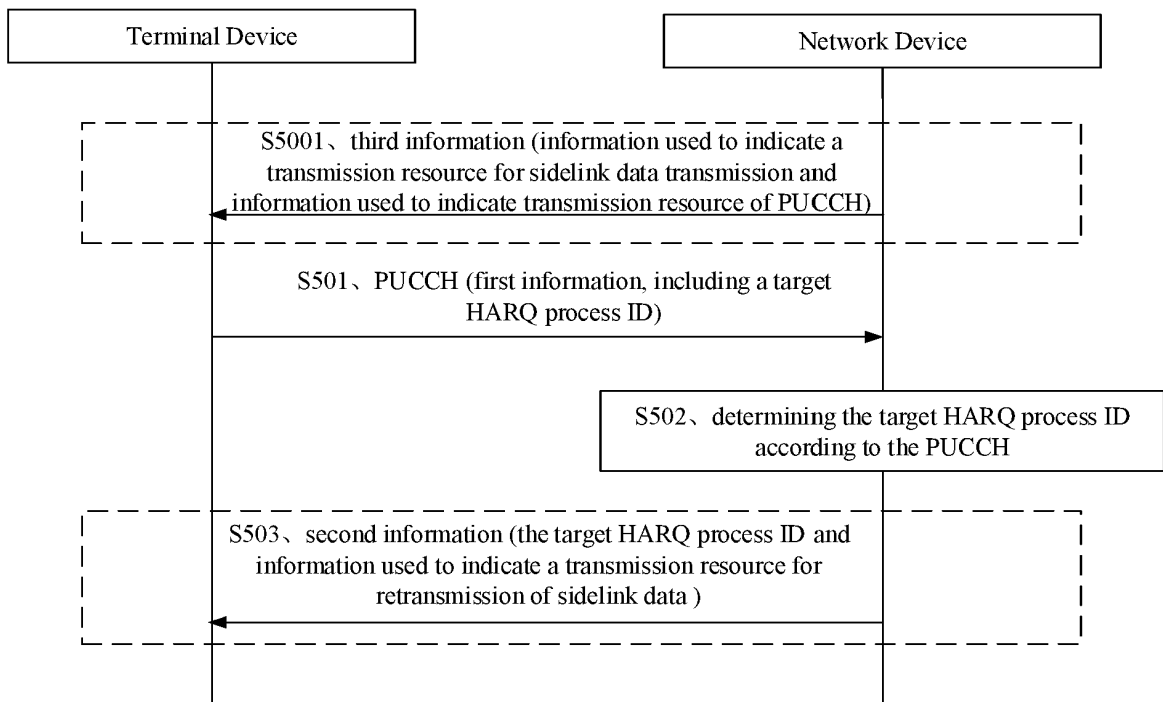 Terminal Device
Network Device
S5001、third information (information used to indicate a
transmission resource for sidelink data transmission and
information used to indicate transmission resource of PUCCH)
S501、PUCCH (first information, including a target
HARQ process ID)
S502、determining the target HARQ process ID
according to the PUCCH
S503、second information (the target HARQ process ID and
information used to indicate a transmission resource for
retransmission of sidelink data )